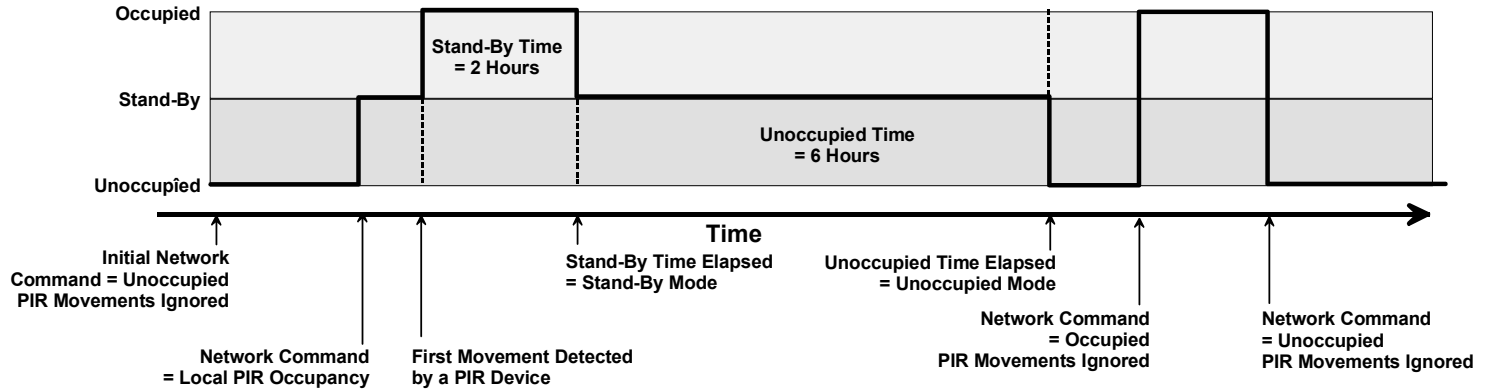 Occupied
Stand-By Time
= 2 Hours
Stand-By
Unoccupied Time
= 6 Hours
Unoccupîed
Time
Initial Network
Command = Unoccupied
PIR Movements Ignored
Stand-By Time Elapsed
= Stand-By Mode
Unoccupied Time Elapsed
= Unoccupied Mode
Network Command
= Occupied
PIR Movements Ignored
Network Command
= Unoccupied
PIR Movements Ignored
Network Command
= Local PIR Occupancy
First Movement Detected
by a PIR Device